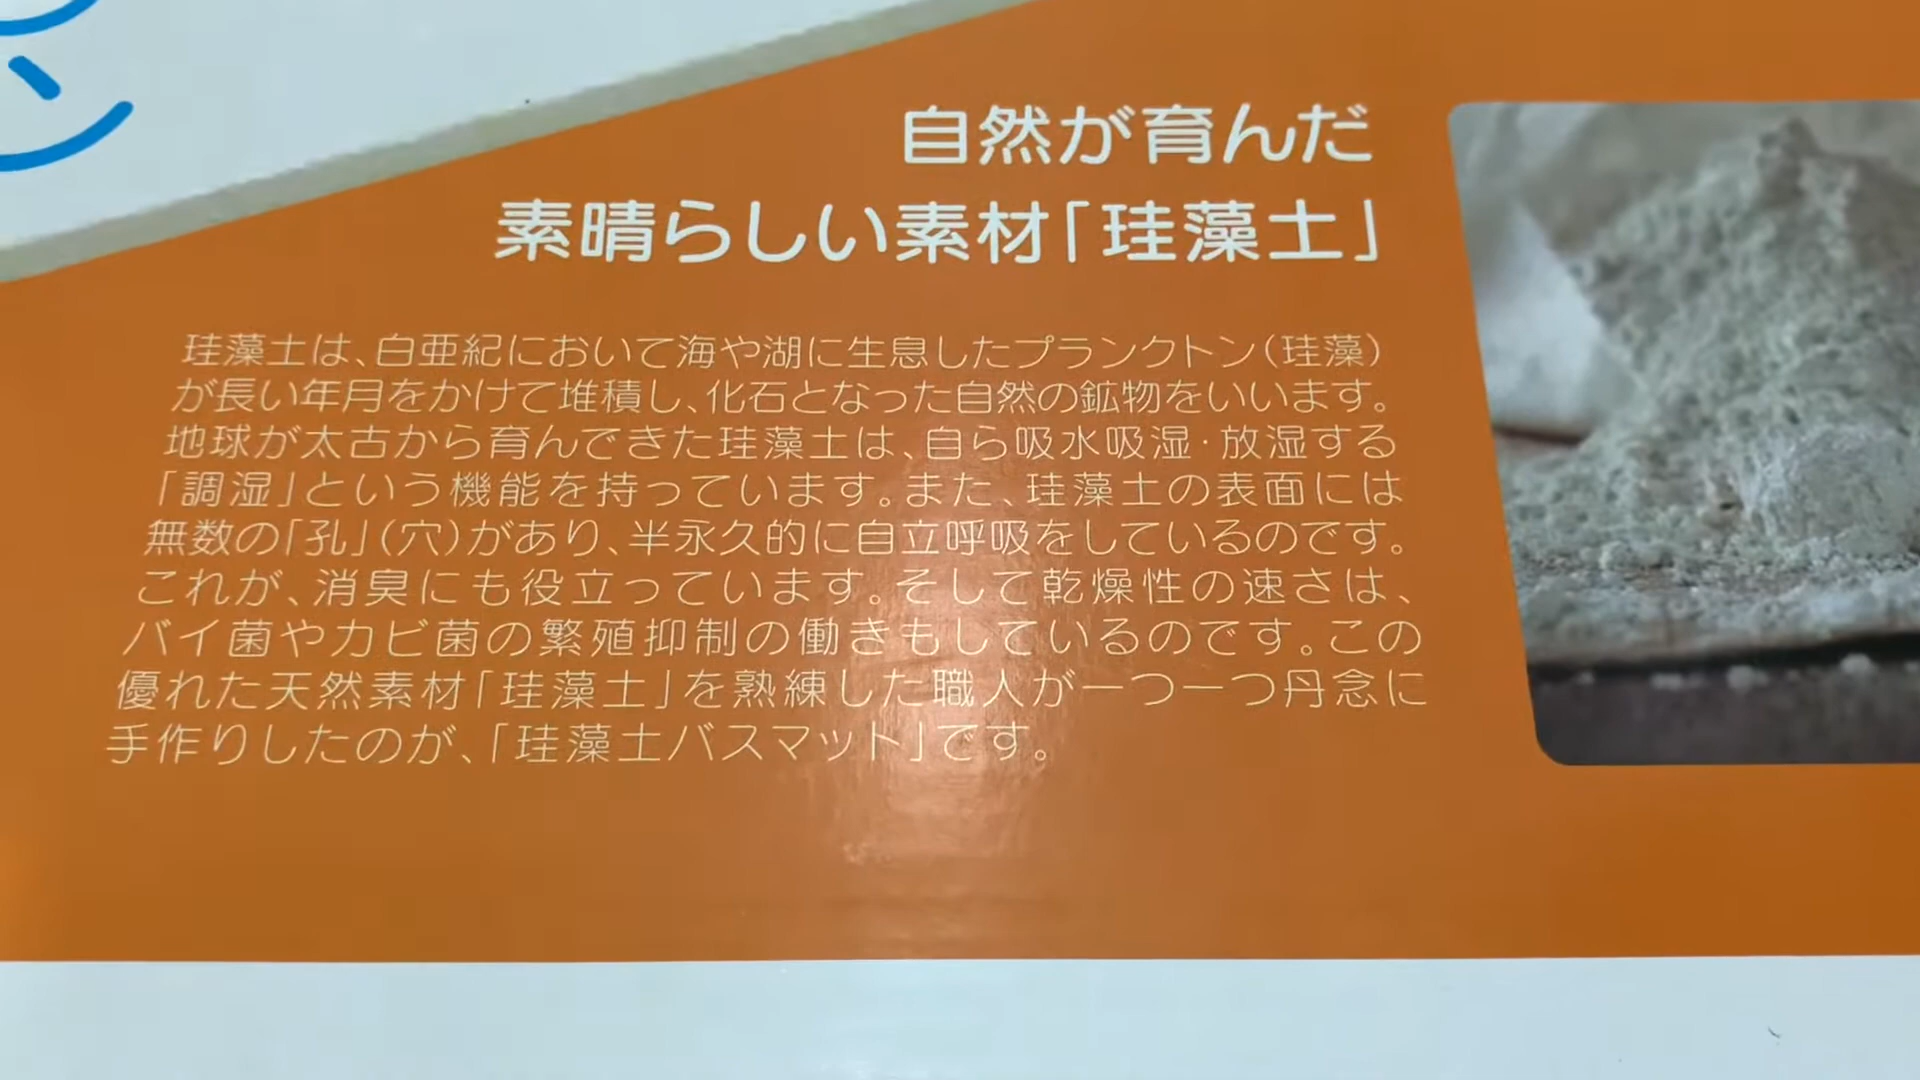 自然が育んだ
素晴らしい素材「珪藻土」
珪藻土は、白亜紀において海や湖に生息したプランクトン(珪藻)
が長い年月をかけて堆積し、化石となった自然の鉱物をいいます。
地球が太古から育んできた珪藻土は、自ら吸水吸湿・放湿する
「調湿」という機能を持っています。また、珪藻土の表面には
無数の「孔」(穴)があり、半永久的に自立呼吸をしているのです。
これが、消臭にも役立っています。そして乾燥性の速さは、
バイ菌やカビ菌の繁殖抑制の働きもしているのです。この
優れた天然素材「珪藻土」を熟練した職人が一つ一つ丹念に
手作りしたのが、「珪藻土バスマット」です。